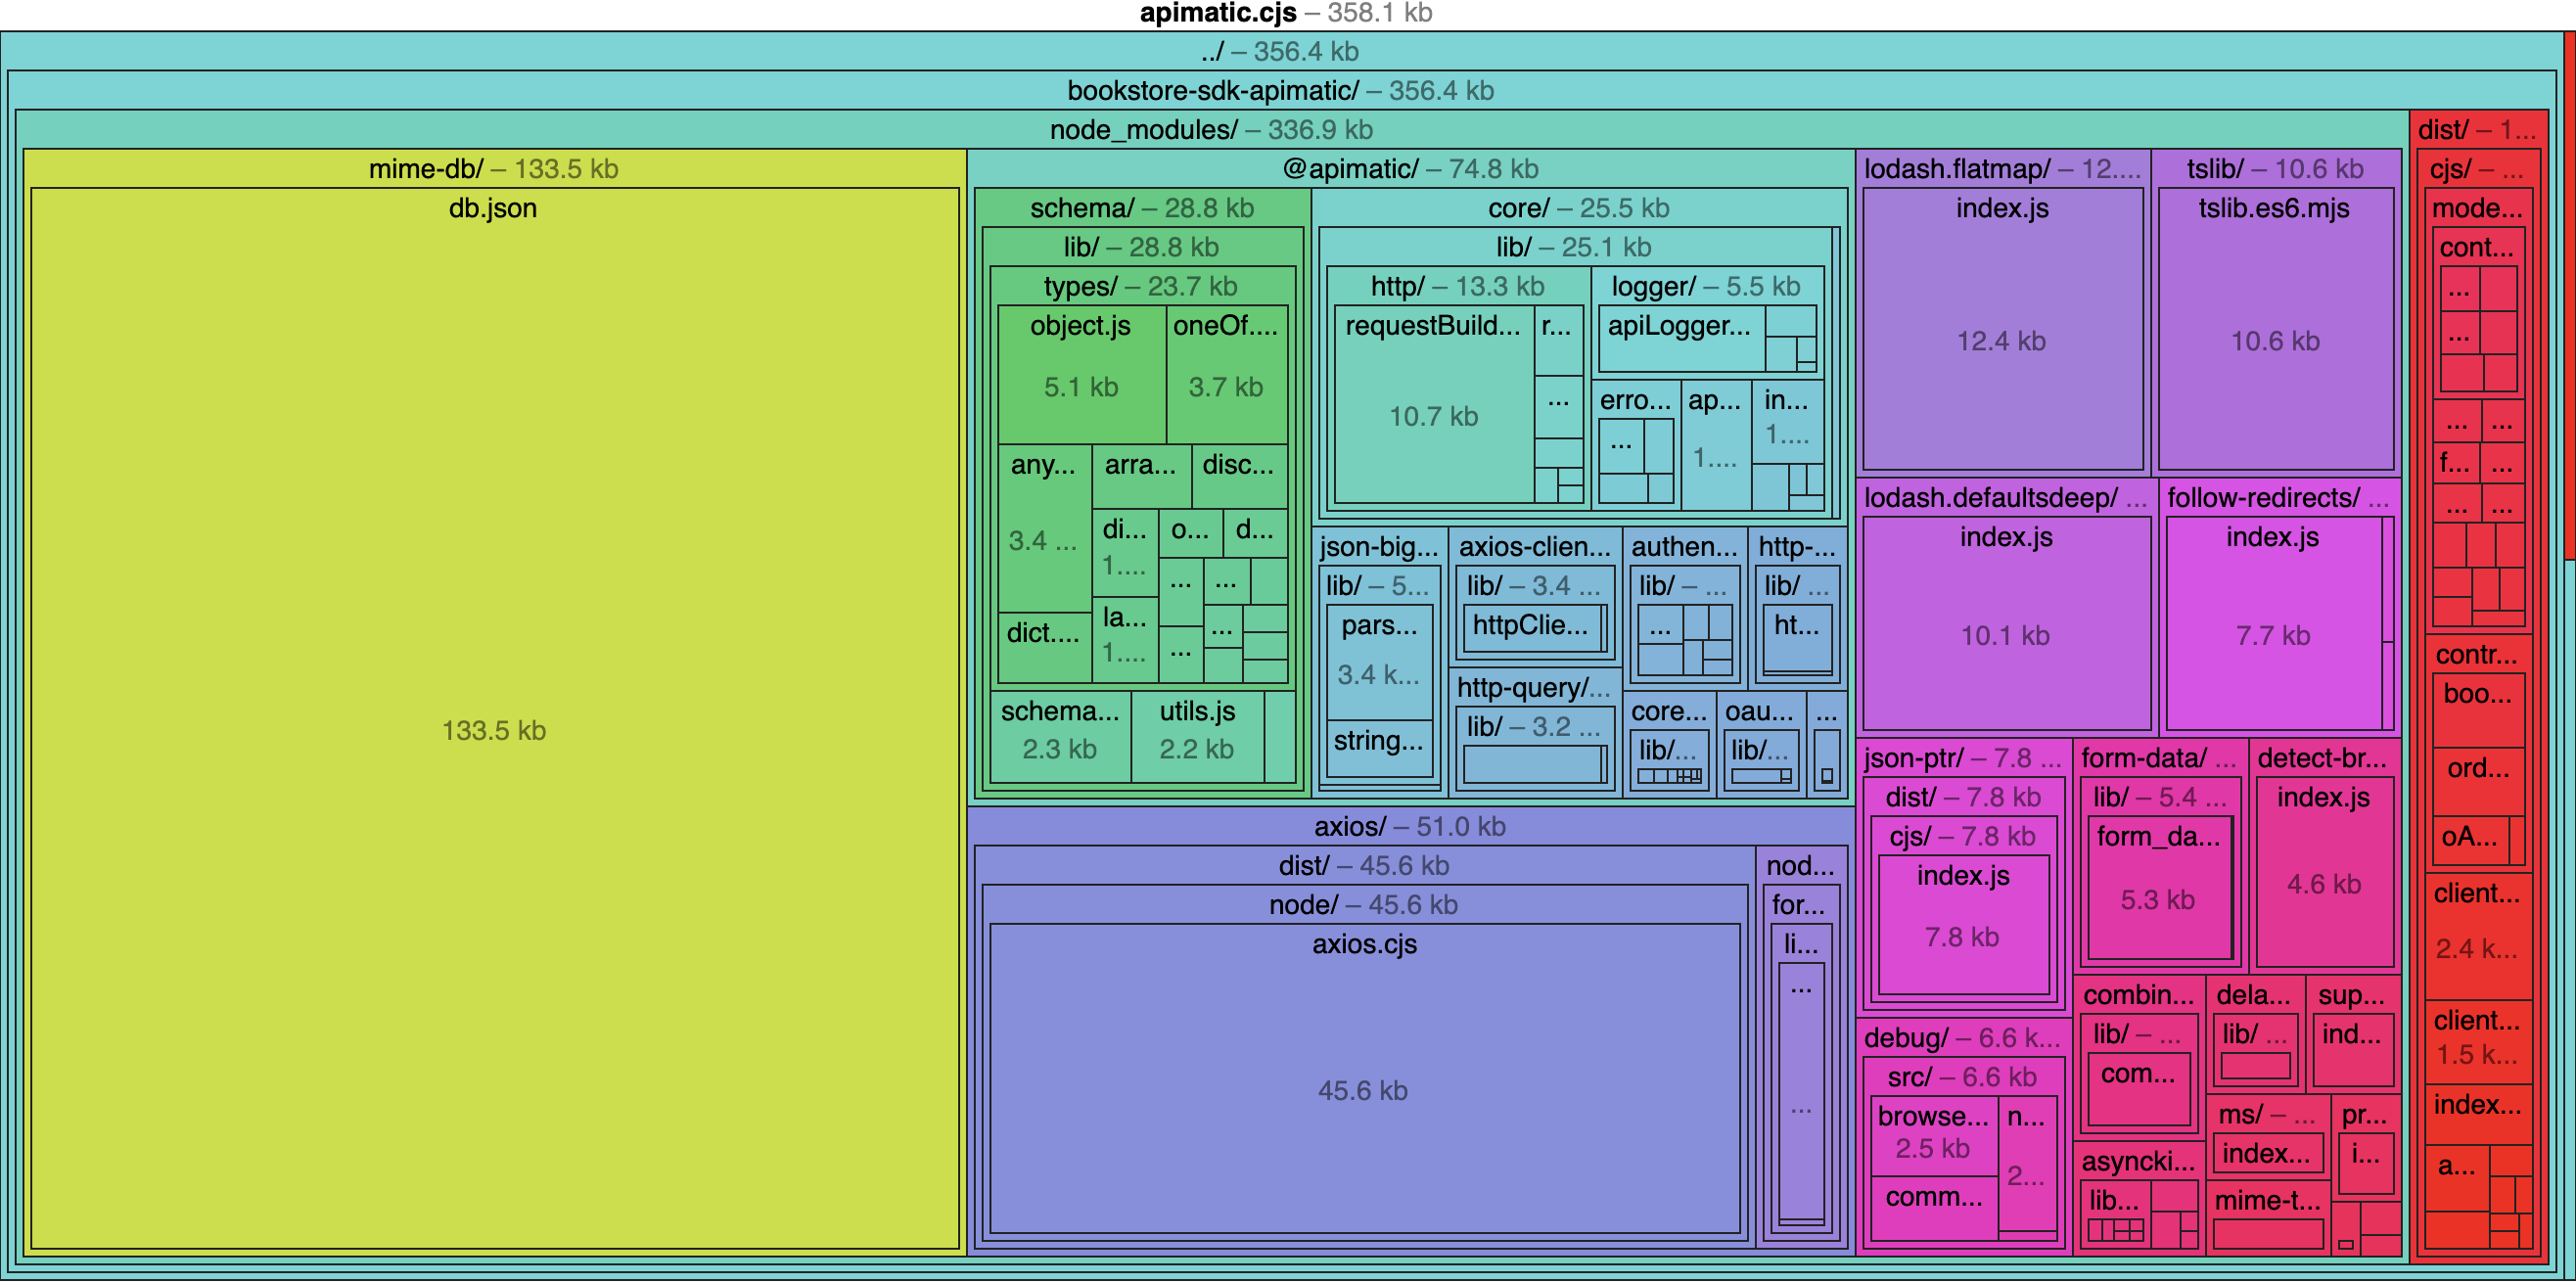 apimatic.cjs – 358.1 kb
../ – 356.4 kb
bookstore-sdk-apimatic/ – 356.4 kb
node_modules/ – 336.9 kb
mime-db/ – 133.5 kb
db.json
133.5 kb
@apimatic/ – 74.8 kb
schema/ – 28.8 kb
lib/ – 28.8 kb
types/ – 23.7 kb
object.js
5.1 kb
oneOf....
3.7 kb
any...
3.4 ...
arra...
disc...
di...
1....
o...
d...
...
...
dict....
la...
1....
...
...
schema...
2.3 kb
utils.js
2.2 kb
core/ – 25.5 kb
lib/ – 25.1 kb
http/ – 13.3 kb
requestBuild...
10.7 kb
r...
...
logger/ – 5.5 kb
apiLogger...
erro...
...
ap...
1....
in...
1....
json-big...
lib/ – 5...
pars...
3.4 k...
string...
axios-clien...
lib/ – 3.4 ...
httpClie...
http-query/...
lib/ – 3.2 ...
authen...
lib/ – ...
...
http-...
lib/ ...
ht...
core...
lib/...
oau...
lib/...
...
axios/ – 51.0 kb
dist/ – 45.6 kb
node/ – 45.6 kb
axios.cjs
45.6 kb
nod...
for...
li...
...
...
lodash.flatmap/ – 12....
index.js
12.4 kb
tslib/ – 10.6 kb
tslib.es6.mjs
10.6 kb
lodash.defaultsdeep/ ...
index.js
10.1 kb
follow-redirects/ ...
index.js
7.7 kb
json-ptr/ – 7.8 ...
dist/ – 7.8 kb
cjs/ – 7.8 kb
index.js
7.8 kb
form-data/ ...
lib/ – 5.4 ...
form_da...
5.3 kb
detect-br...
index.js
4.6 kb
debug/ – 6.6 k...
src/ – 6.6 kb
browse...
2.5 kb
n...
2...
comm...
combin...
lib/ – ...
com...
dela...
lib/ ...
sup...
ind...
asyncki...
lib...
ms/ – ...
index...
pr...
i...
mime-t...
dist/ – 1...
cjs/ – ...
mode...
cont...
...
...
...
...
f...
...
...
...
contr...
boo...
ord...
oA...
client...
2.4 k...
client...
1.5 k...
index...
a...